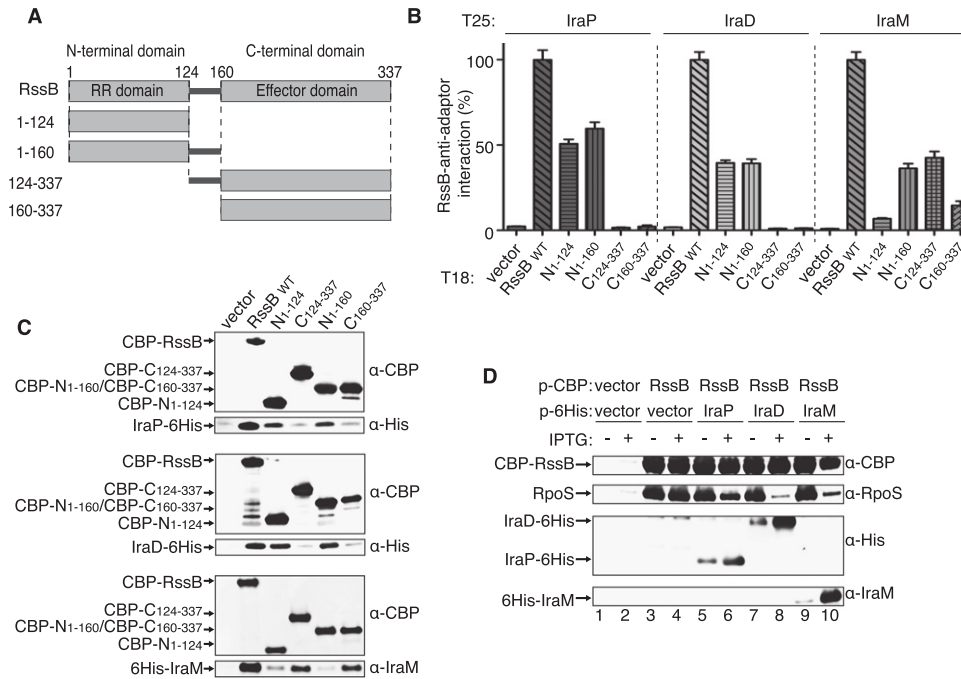 A
N-terminal domain C-terminal domain
1 124 160 337
RssB RR domain Effector domain
1-124
1-160
124-337
160-337
B
T25: IraP IraD IraM
RssB-anti-adaptor
interaction (%)
100
50
0
T18: vector RssB WT N1-124 N1-160 C124-337 C160-337 vector RssB WT N1-124 N1-160 C124-337 C160-337 vector RssB WT N1-124 N1-160 C124-337 C160-337
C
vector RssB WT N1-124 C124-337 N1-160 C160-337
CBP-RssB
CBP-C124-337
CBP-N1-160/CBP-C160-337
CBP-N1-124
α-CBP
IraP-6His α-His
CBP-RssB
CBP-C124-337
CBP-N1-160/CBP-C160-337
CBP-N1-124
α-CBP
IraD-6His α-His
CBP-RssB
CBP-C124-337
CBP-N1-160/CBP-C160-337
CBP-N1-124
α-CBP
6His-IraM α-IraM
D
p-CBP: vector RssB RssB RssB RssB
p-6His: vector vector IraP IraD IraM
IPTG: - + - + - + - + - +
CBP-RssB α-CBP
RpoS α-RpoS
IraD-6His
IraP-6His
α-His
6His-IraM α-IraM
1 2 3 4 5 6 7 8 9 10